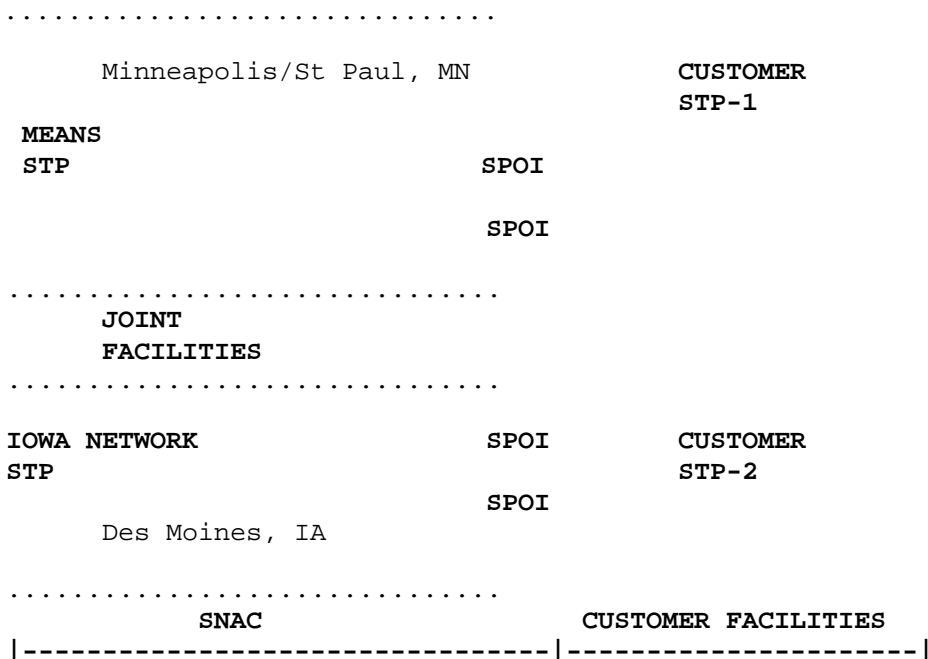 . . . . . . . . . . . . . . . . . . . . . . . . . . . . . . .
Minneapolis/St Paul, MN CUSTOMER
STP-1
MEANS
STP SPOI
SPOI
. . . . . . . . . . . . . . . . . . . . . . . . . . . . . . .
JOINT
FACILITIES
. . . . . . . . . . . . . . . . . . . . . . . . . . . . . . .
IOWA NETWORK SPOI CUSTOMER
STP STP-2
SPOI
Des Moines, IA
. . . . . . . . . . . . . . . . . . . . . . . . . . . . . . .
SNAC CUSTOMER FACILITIES
|---------------------------------|----------------------|